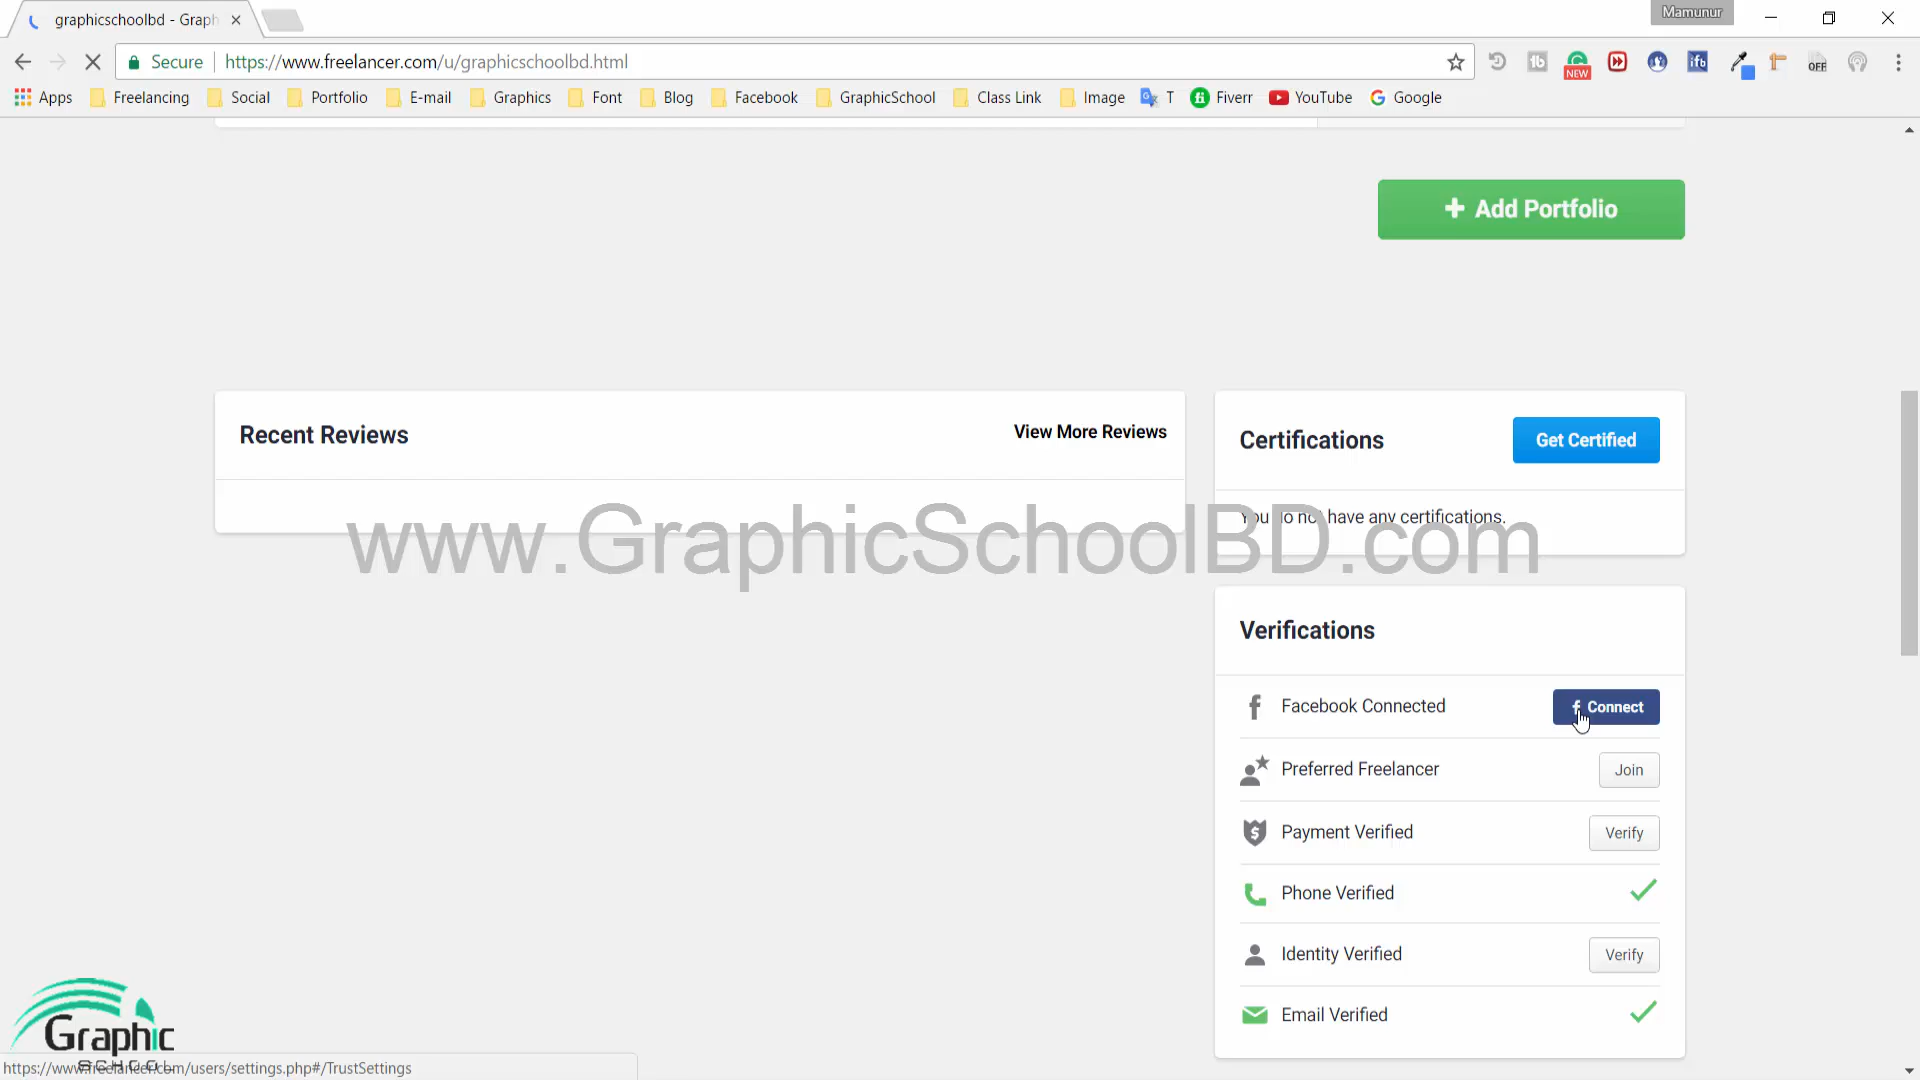 graphicschoolbd - Graph
Mamunur
Secure https://www.freelancer.com/u/graphicschoolbd.html
NEW
ifb
OFF
Apps Freelancing Social Portfolio E-mail Graphics Font Blog Facebook GraphicSchool Class Link Image T Fiverr YouTube Google
Add Portfolio
Recent Reviews
View More Reviews
Certifications
Get Certified
You do not have any certifications.
www.GraphicSchoolBD.com
Verifications
Facebook Connected
Connect
Preferred Freelancer
Join
Payment Verified
Verify
Phone Verified
Identity Verified
Verify
Email Verified
Graphic
SCHOOL
https://www.freelancer.com/users/settings.php#/TrustSettings